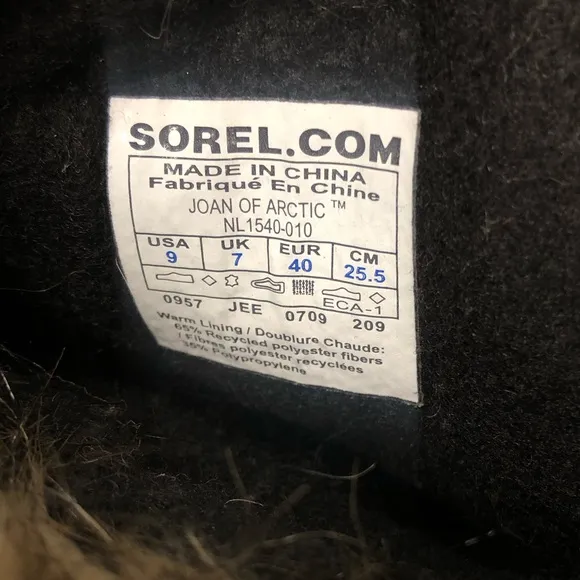 SOREL.COM
MADE IN CHINA
Fabriqué En Chine
JOAN OF ARCTIC™
NL1540-010
USA UK EUR CM
9 7 40 25.5
ECA-1
0957 JEE 0709 209
Warm Lining / Doublure Chaude:
65% Recycled polyester fibers
/ Fibres polyester recyclées
35% Polypropylene